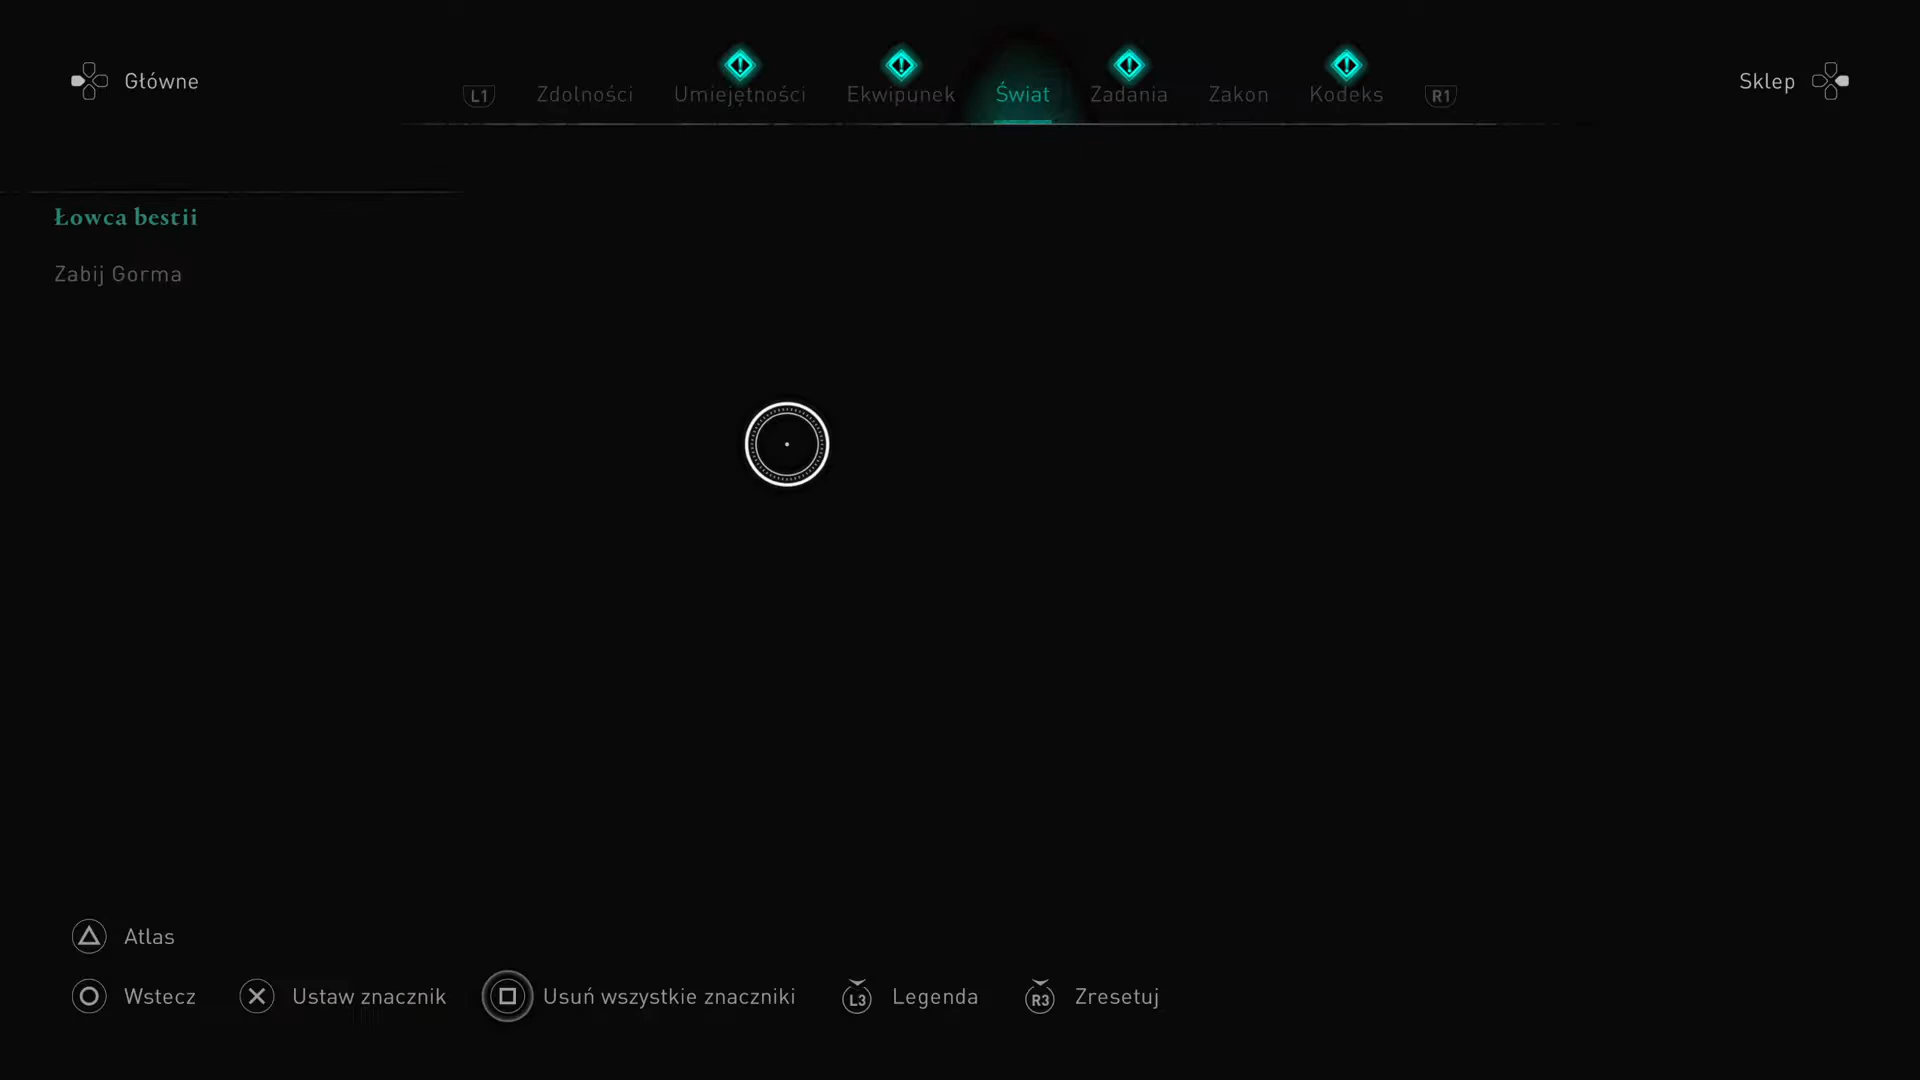 Główne
L1 Zdolności Umiejętności Ekwipunek Świat Zadania Zakon Kodeks R1
Sklep
Łowca bestii
Zabij Gorma
Atlas
Wstecz Ustaw znacznik Usuń wszystkie znaczniki L3 Legenda R3 Zresetuj